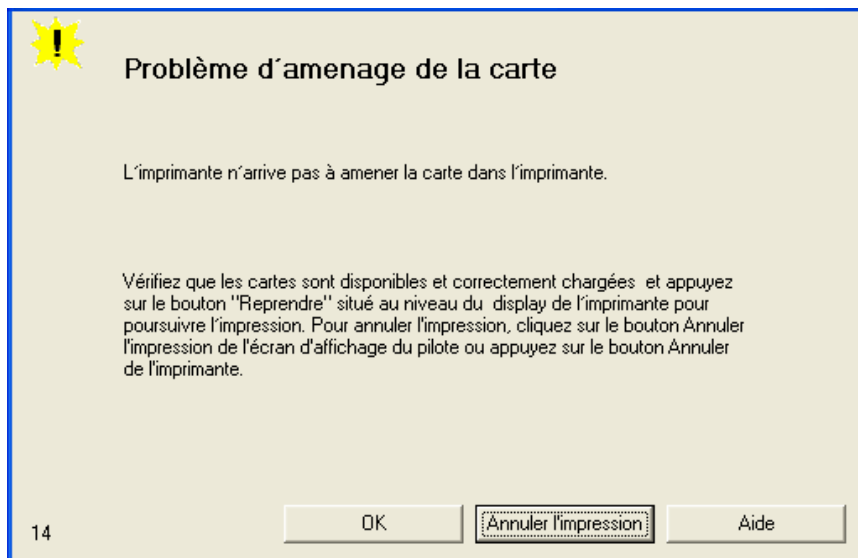 !
Problème d´amenage de la carte
L´imprimante n´arrive pas à amener la carte dans l´imprimante.
Vérifiez que les cartes sont disponibles et correctement chargées  et appuyez
sur le bouton "Reprendre" situé au niveau du  display de l´imprimante pour
poursuivre l´impression. Pour annuler l'impression, cliquez sur le bouton Annuler
l'impression de l'écran d'affichage du pilote ou appuyez sur le bouton Annuler
de l'imprimante.
14
OK
Annuler l'impression
Aide